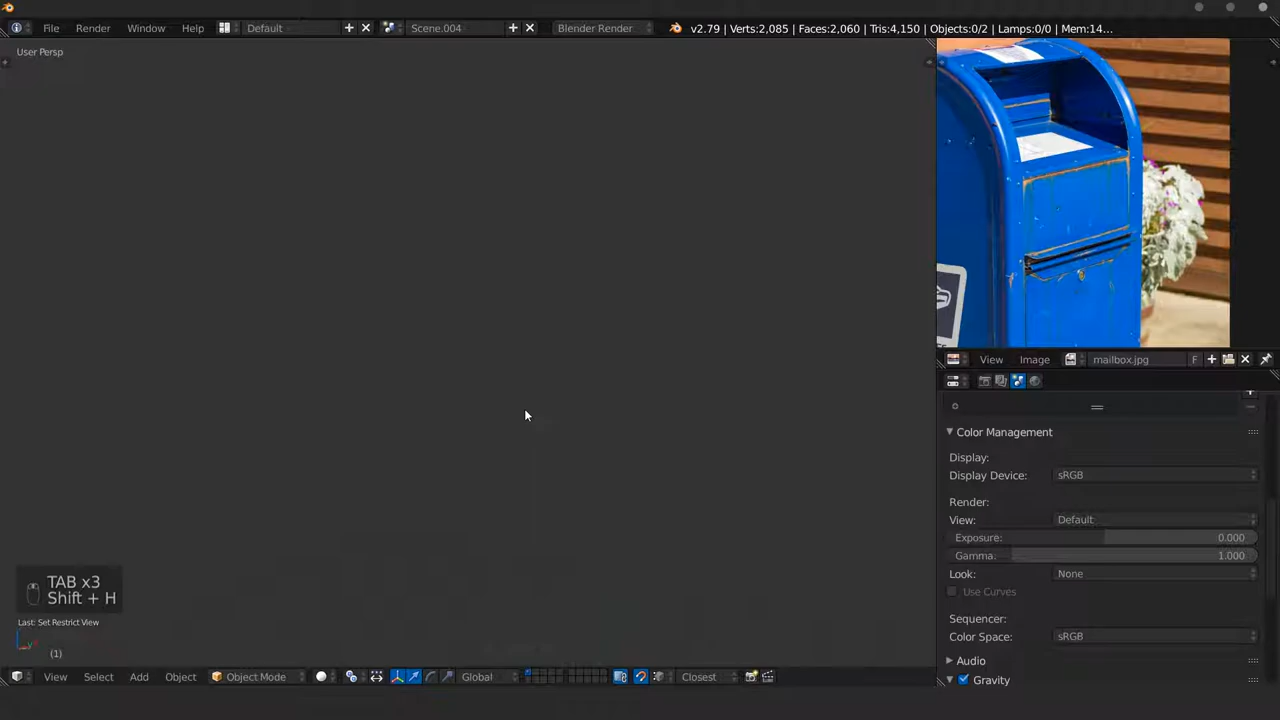 File Render Window Help Default Scene.004 Blender Render v2.79 | Verts:2,085 | Faces:2,060 | Tris:4,150 | Objects:0/2 | Lamps:0/0 | Mem:14...
User Persp
View Image mailbox.jpg F
Color Management
Display:
Display Device: sRGB
Render:
View: Default
Exposure: 0.000
Gamma: 1.000
Look: None
Use Curves
Sequencer:
Color Space: sRGB
Audio
Gravity
TAB x3
Shift + H
Last: Set Restrict View
(1)
View Select Add Object Object Mode Global Closest